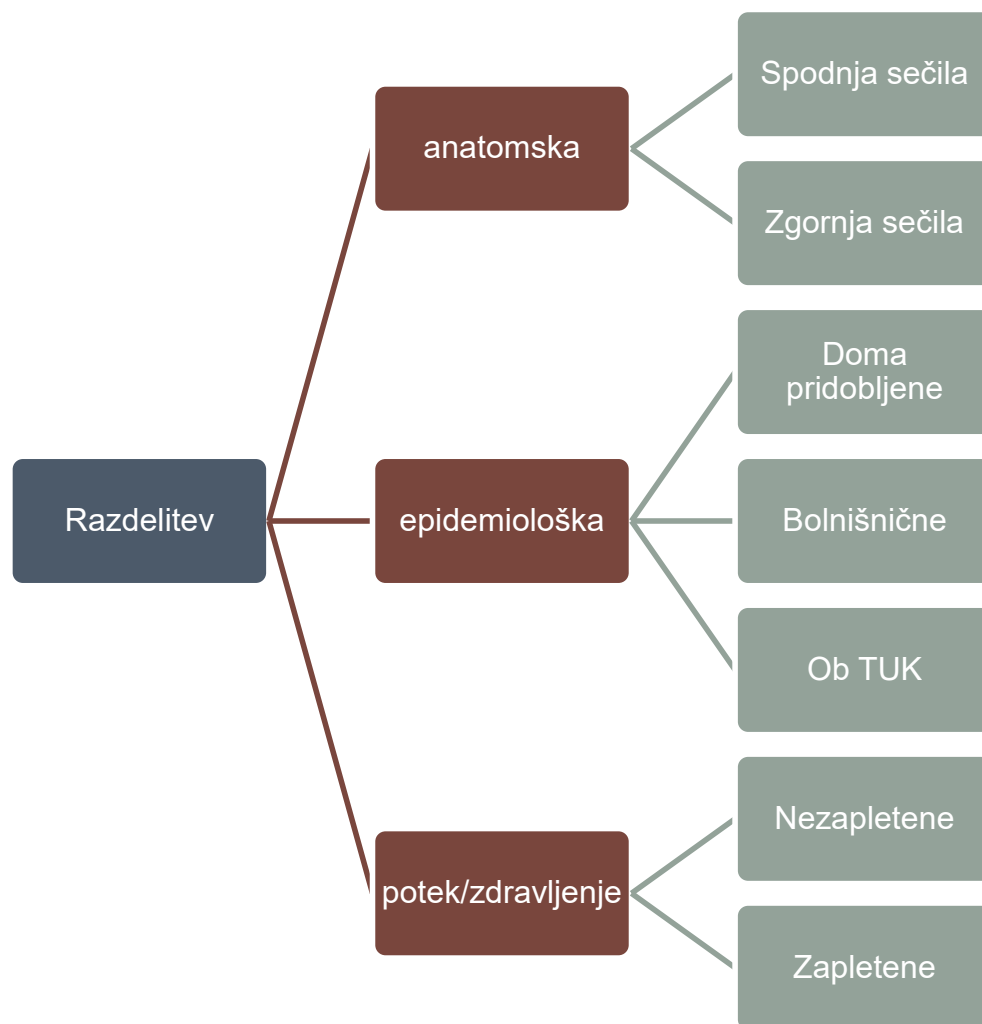 Razdelitev
anatomska
Spodnja sečila
Zgornja sečila
epidemiološka
Doma
pridobljene
Bolnišnične
Ob TUK
potek/zdravljenje
Nezapletene
Zapletene